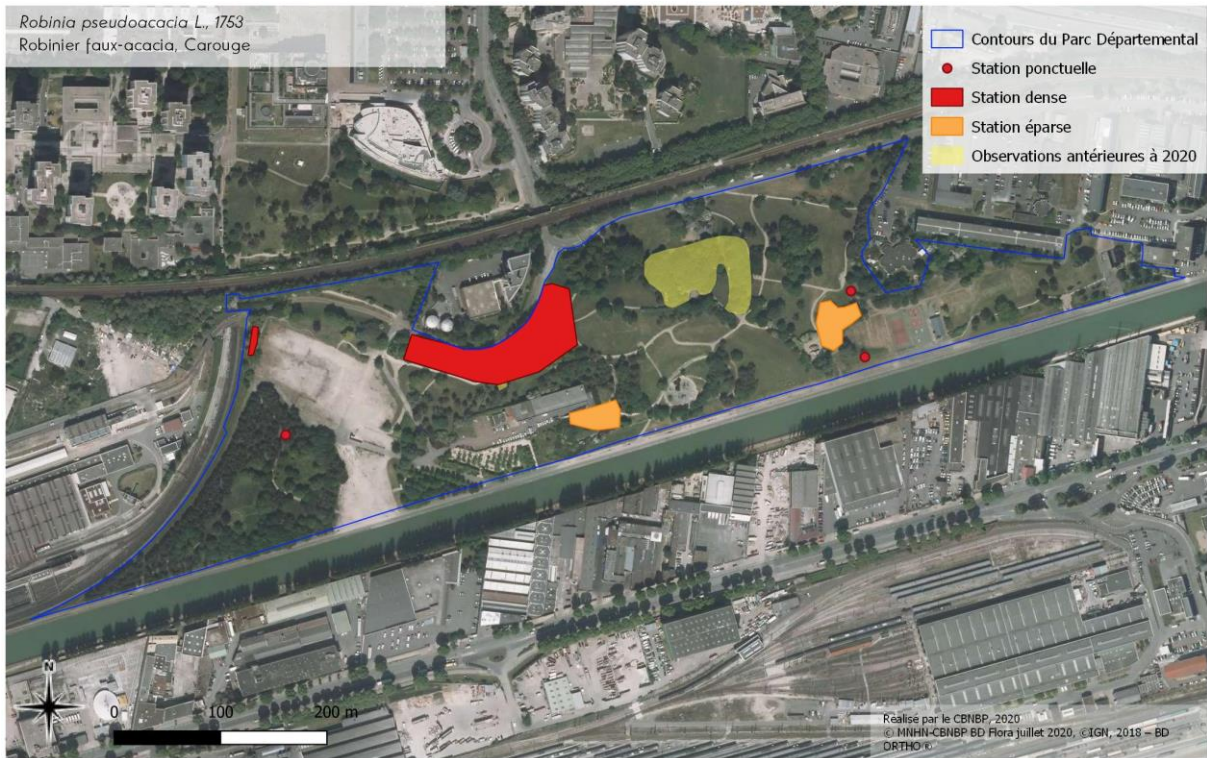 Robinia pseudoacacia L., 1753
Robinier faux-acacia, Carouge
Contours du Parc Départemental
Station ponctuelle
Station dense
Station éparse
Observations antérieures à 2020
N
0 100 200 m
Réalisé par le CBNBP, 2020
© MNHN-CBNBP BD Flora juillet 2020, ©IGN, 2018 – BD
ORTHO ®